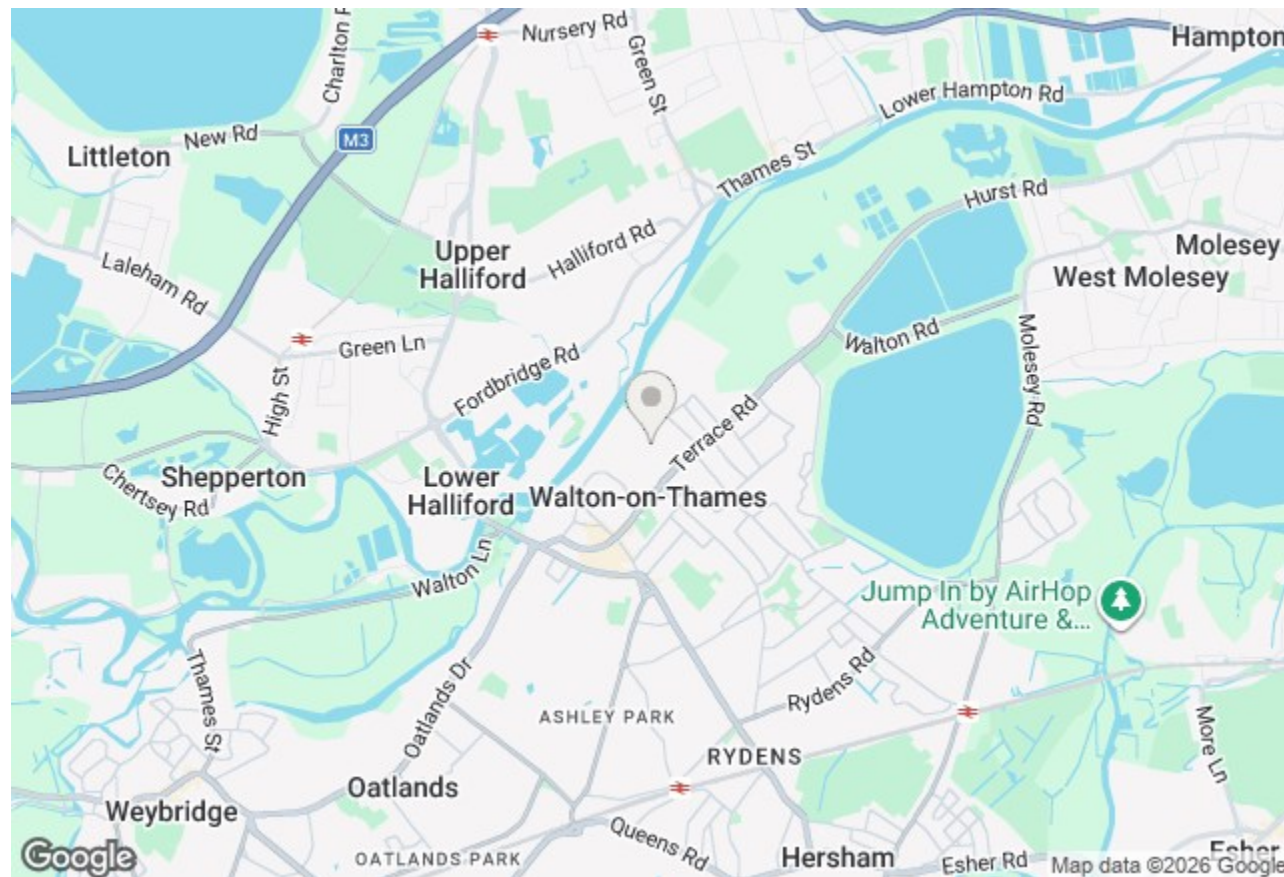 Nursery Rd
Hampton
Charlton R
Green St
Lower Hampton Rd
New Rd
M3
Littleton
Thames St
Hurst Rd
Upper
Halliford
Halliford Rd
Molesey
West Molesey
Laleham Rd
Green Ln
Walton Rd
Molesey Rd
High St
Fordbridge Rd
Terrace Rd
Shepperton
Chertsey Rd
Lower
Halliford
Walton-on-Thames
Walton Ln
Jump In by AirHop
Adventure &...
Thames St
Oatlands Dr
Rydens Rd
ASHLEY PARK
More Ln
RYDENS
Oatlands
Weybridge
Queens Rd
Google
OATLANDS PARK
Hersham
Esher Rd
Esher
Map data ©2026 Google